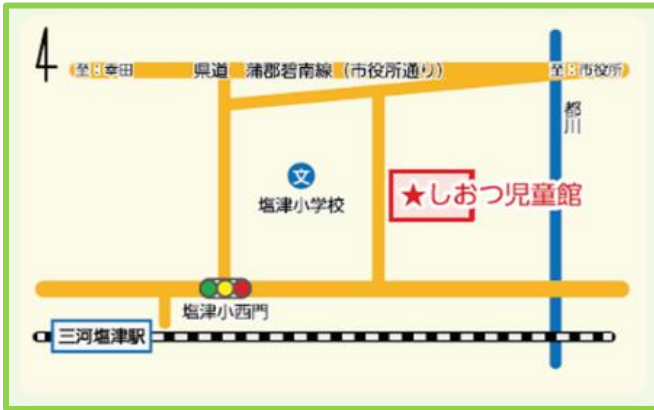 至:幸田
県道 蒲郡碧南線（市役所通り）
至:市役所
都川
文
塩津小学校
★しおつ児童館
塩津小西門
三河塩津駅